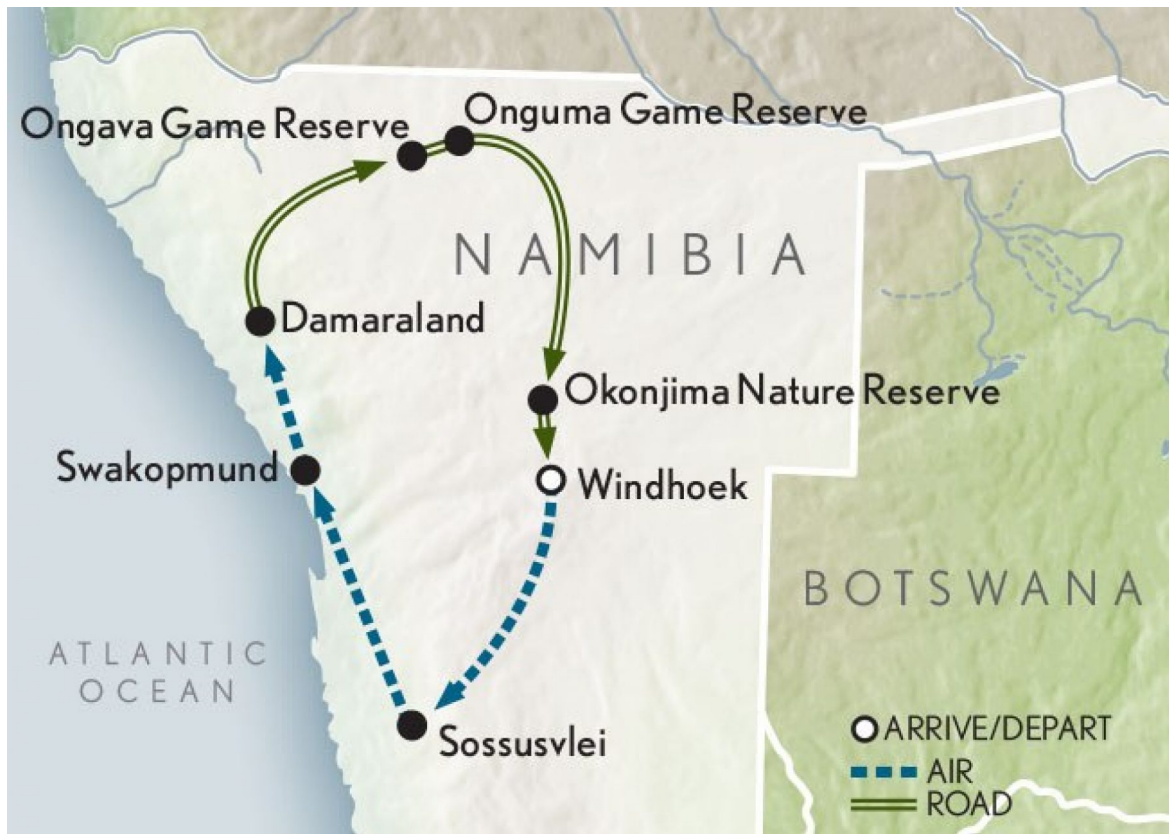 Onguma Game Reserve
Ongava Game Reserve
NAMIBIA
Damaraland
Okonjima Nature Reserve
Swakopmund
Windhoek
BOTSWANA
ATLANTIC
OCEAN
Sossusvlei
ARRIVE/DEPART
AIR
ROAD